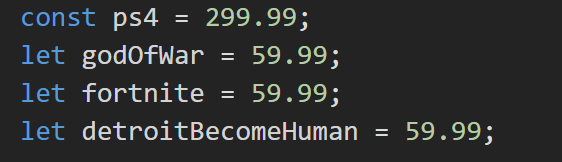 const ps4 = 299.99;
let godOfWar = 59.99;
let fortnite = 59.99;
let detroitBecomeHuman = 59.99;